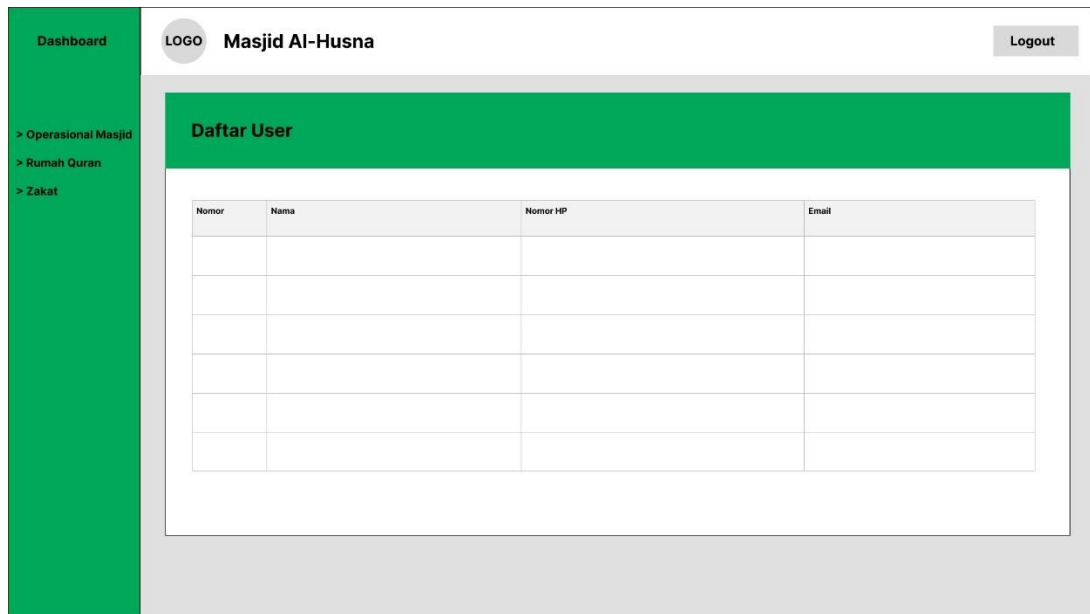 Dashboard
LOGO
Masjid Al-Husna
Logout
> Operasional Masjid
> Rumah Quran
> Zakat
Daftar User
Nomor
Nama
Nomor HP
Email